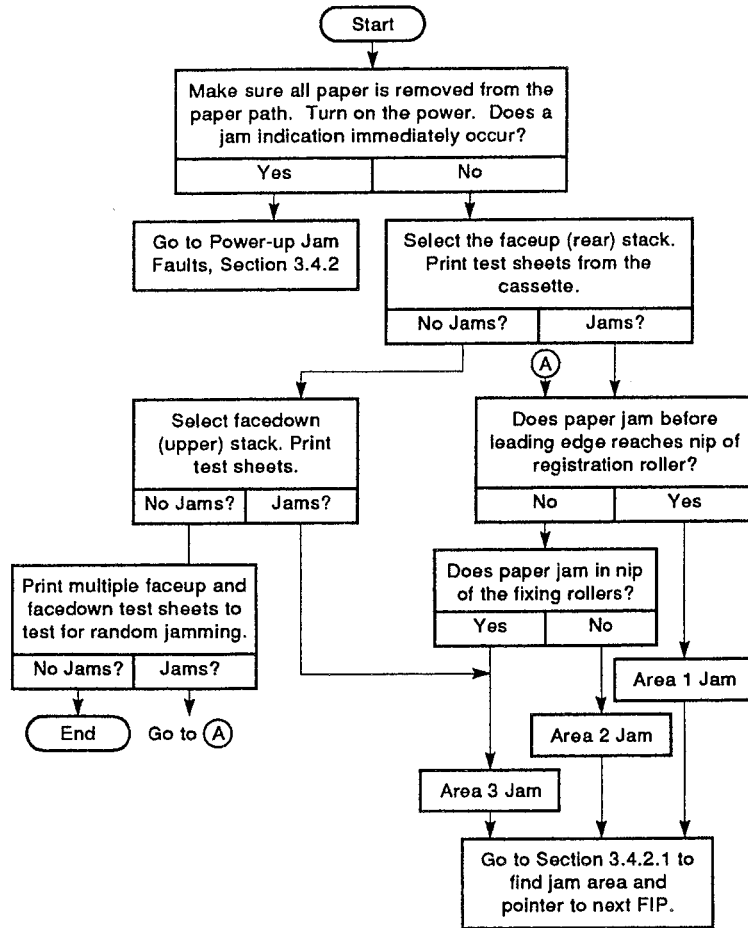 Start
Make sure all paper is removed from the
paper path. Turn on the power. Does a
jam indication immediately occur?
Yes
No
Go to Power-up Jam
Faults, Section 3.4.2
Select the faceup (rear) stack.
Print test sheets from the
cassette.
No Jams?
Jams?
A
Select facedown
(upper) stack. Print
test sheets.
No Jams?
Jams?
Does paper jam before
leading edge reaches nip of
registration roller?
No
Yes
Print multiple faceup and
facedown test sheets to
test for random jamming.
No Jams?
Jams?
Does paper jam in nip
of the fixing rollers?
Yes
No
End
Go to A
Area 1 Jam
Area 2 Jam
Area 3 Jam
Go to Section 3.4.2.1 to
find jam area and
pointer to next FIP.